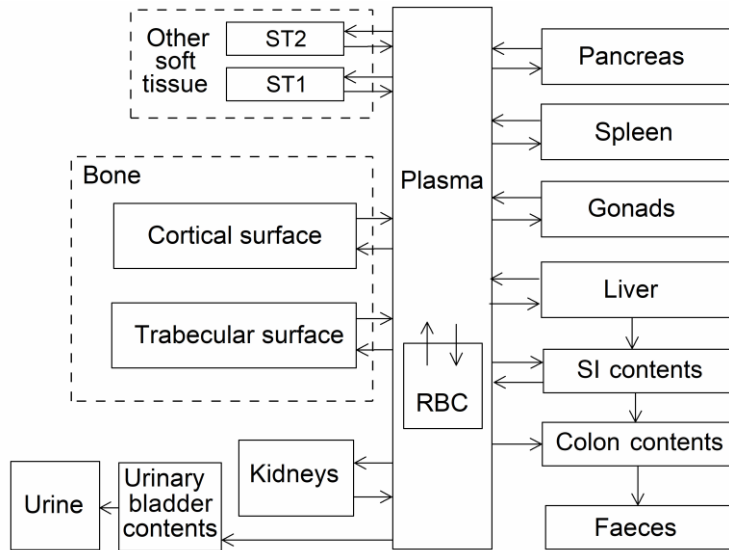 Other
soft
tissue
ST2
ST1
Bone
Cortical surface
Trabecular surface
Plasma
RBC
Pancreas
Spleen
Gonads
Liver
SI contents
Colon contents
Faeces
Kidneys
Urinary
bladder
contents
Urine